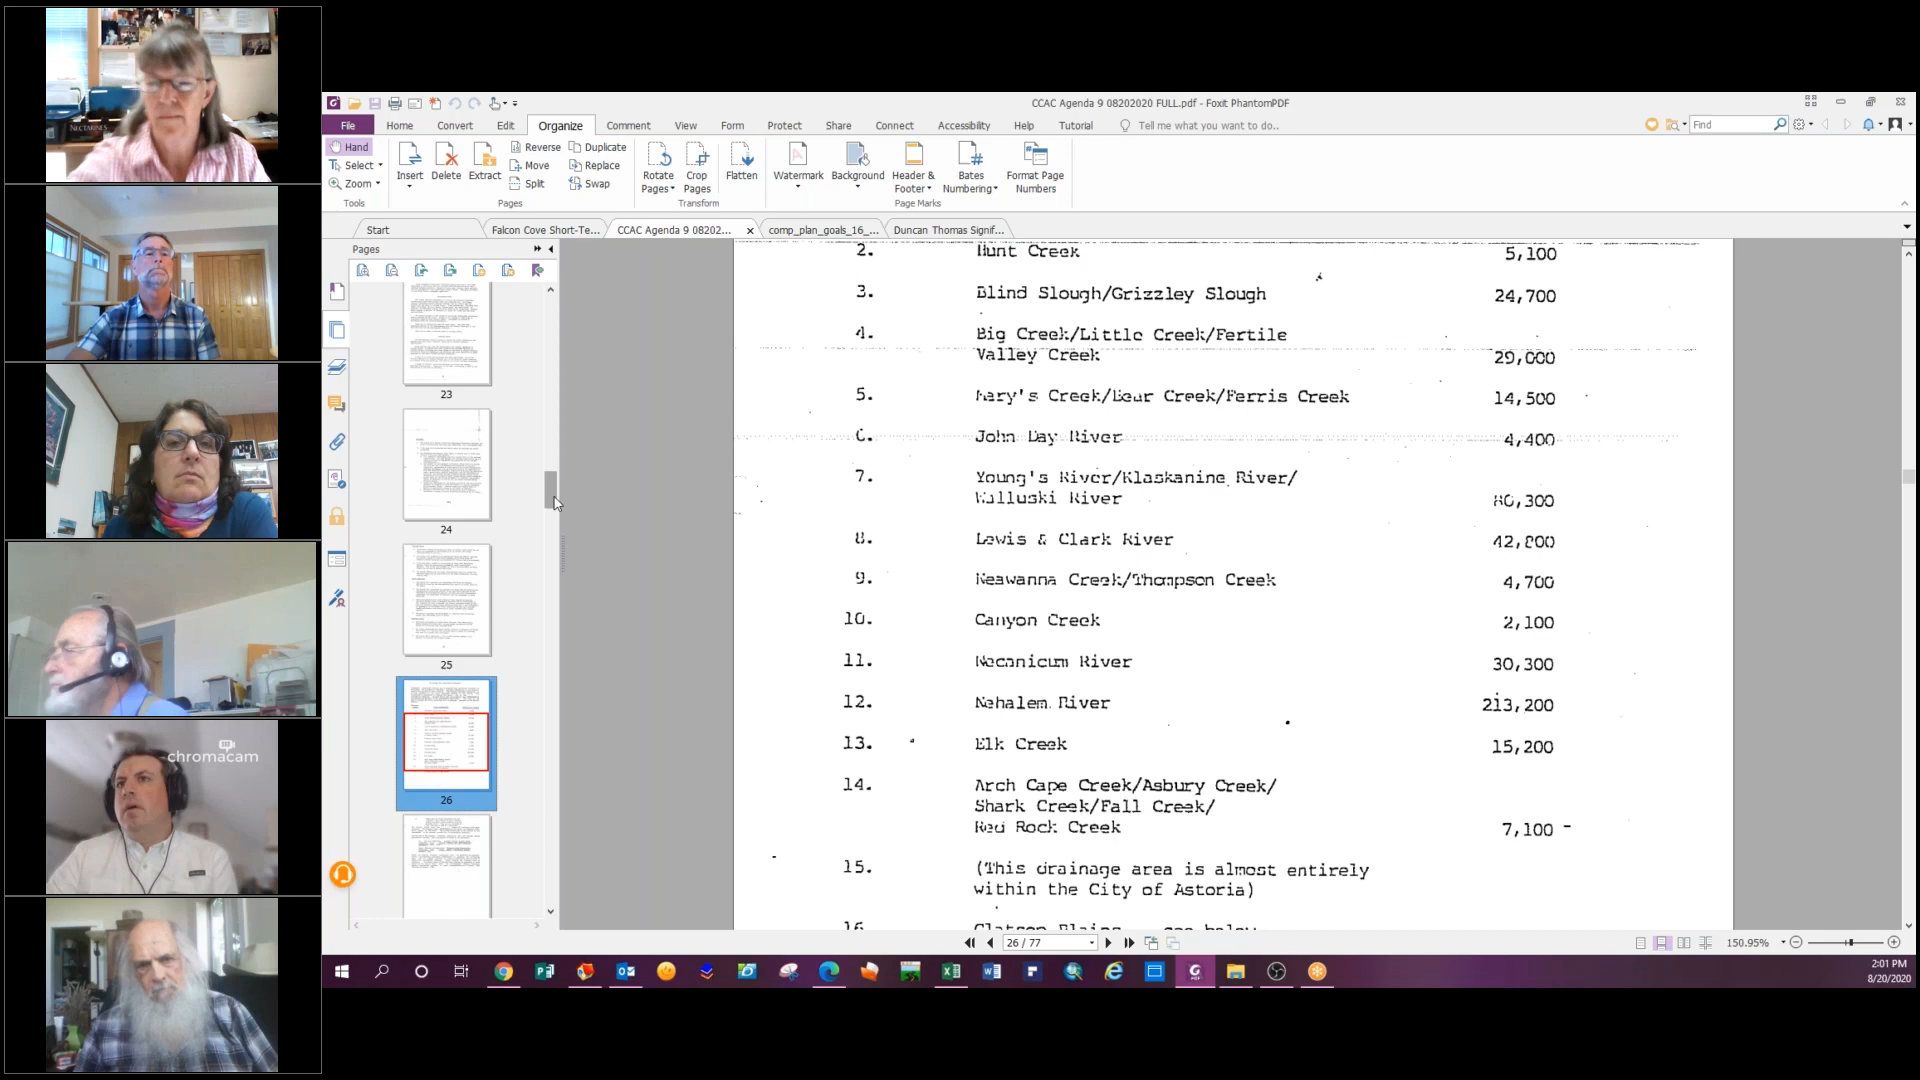 NECTARINES
chromacam
CCAC Agenda 9 08202020 FULL.pdf - Foxit PhantomPDF
File Home Convert Edit Organize Comment View Form Protect Share Connect Accessibility Help Tutorial Tell me what you want to do.. Find
Hand
Select
Zoom
Tools
Insert Delete Extract
Reverse Duplicate
Move Replace
Split Swap
Pages
Rotate Pages Crop Pages Flatten
Transform
Watermark Background Header & Footer Bates Numbering Format Page Numbers
Page Marks
Start Falcon Cove Short-Te... CCAC Agenda 9 08202... comp_plan_goals_16_... Duncan Thomas Signif...
Pages
23
24
25
26
2. Hunt Creek 5,100
3. Blind Slough/Grizzley Slough 24,700
4. Big Creek/Little Creek/Fertile
Valley Creek 29,000
5. Mary's Creek/Bear Creek/Ferris Creek 14,500
6. John Day River 4,400
7. Young's River/Klaskanine River/
Walluski River 80,300
8. Lewis & Clark River 42,800
9. Neawanna Creek/Thompson Creek 4,700
10. Canyon Creek 2,100
11. Necanicum River 30,300
12. Nehalem River 213,200
13. Elk Creek 15,200
14. Arch Cape Creek/Asbury Creek/
Shark Creek/Fall Creek/
Red Rock Creek 7,100
15. (This drainage area is almost entirely
within the City of Astoria)
16. Clatsop Plains
26 / 77
150.95%
2:01 PM
8/20/2020